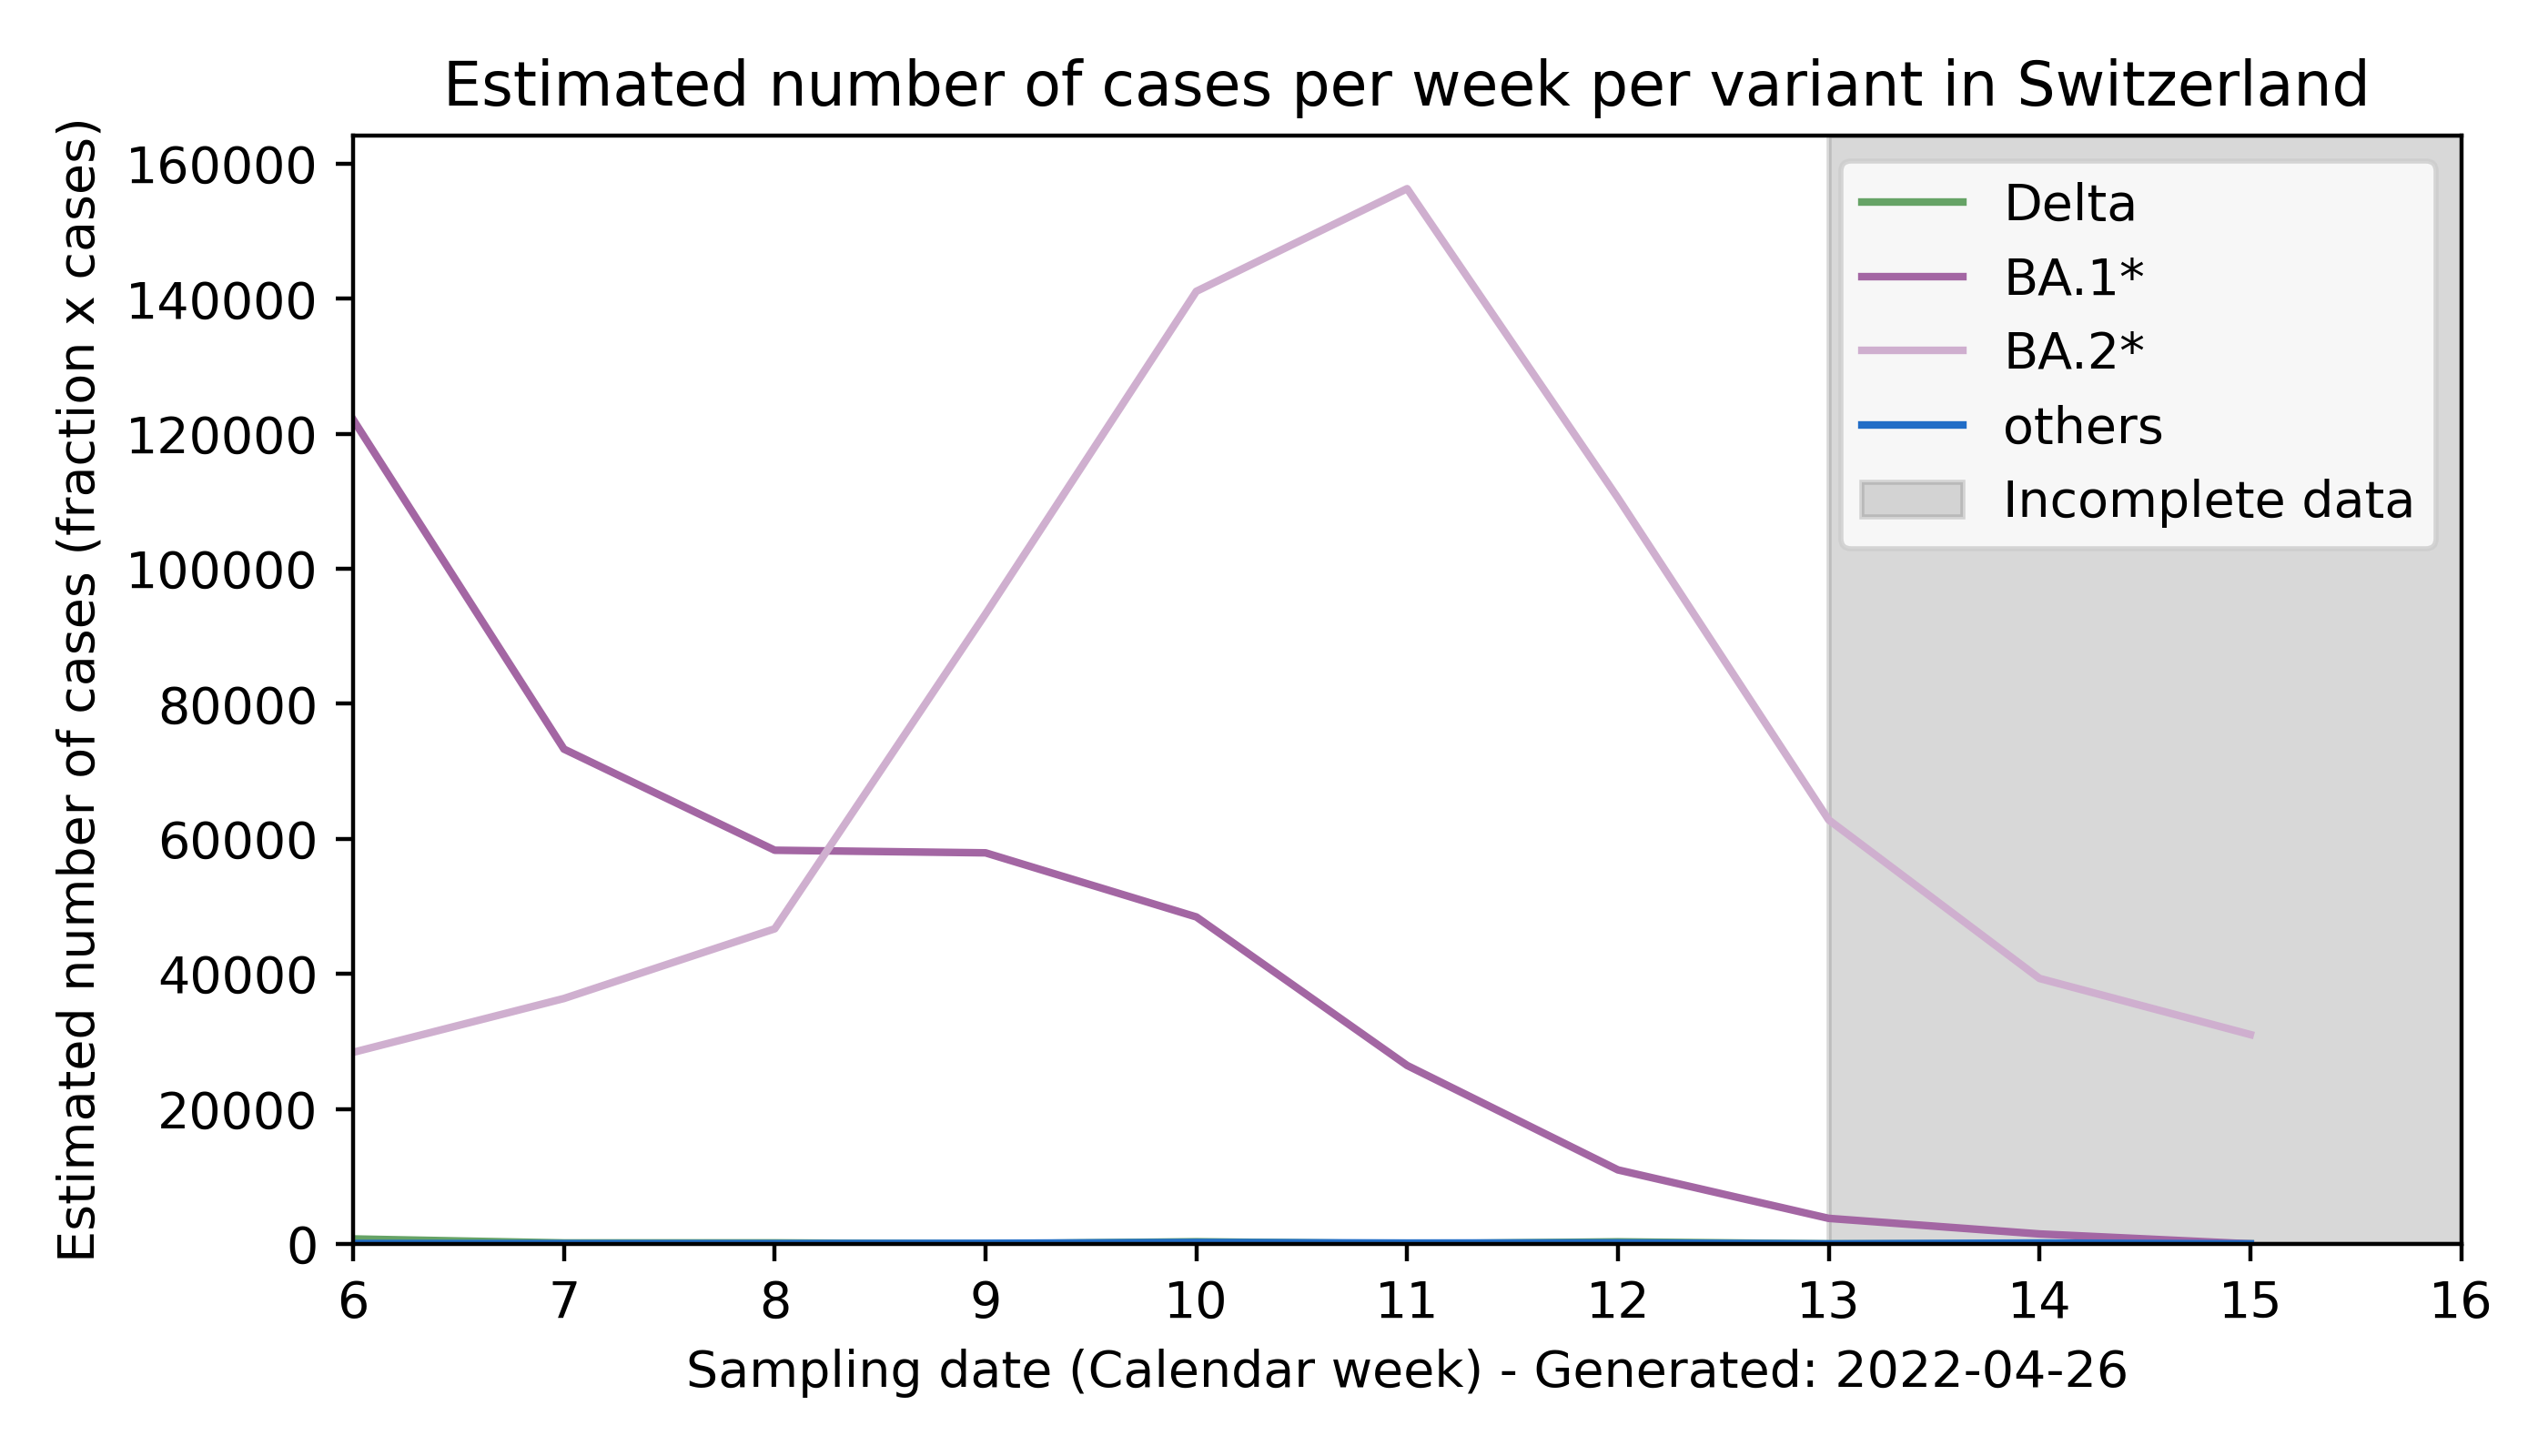 Estimated number of cases per week per variant in Switzerland
Estimated number of cases (fraction x cases)
160000
140000
120000
100000
80000
60000
40000
20000
0
Delta
BA.1*
BA.2*
others
Incomplete data
6 7 8 9 10 11 12 13 14 15 16
Sampling date (Calendar week) - Generated: 2022-04-26